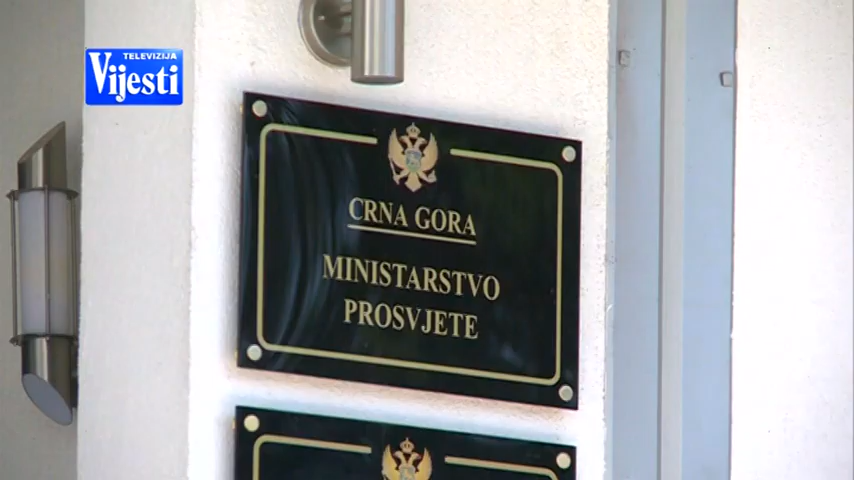 TELEVIZIJA
Vijesti
CRNA GORA
MINISTARSTVO
PROSVJETE